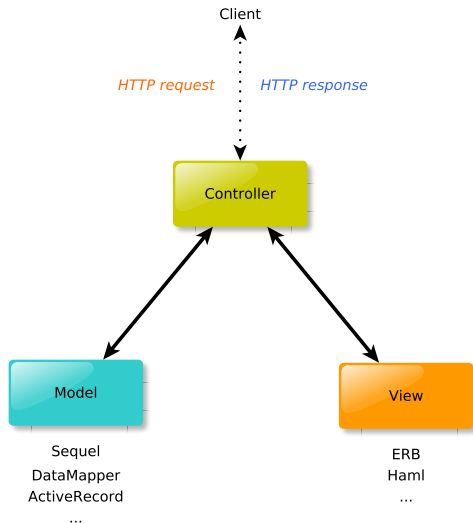 Client
HTTP request
HTTP response
Controller
Model
View
Sequel
DataMapper
ActiveRecord
...
ERB
Haml
...